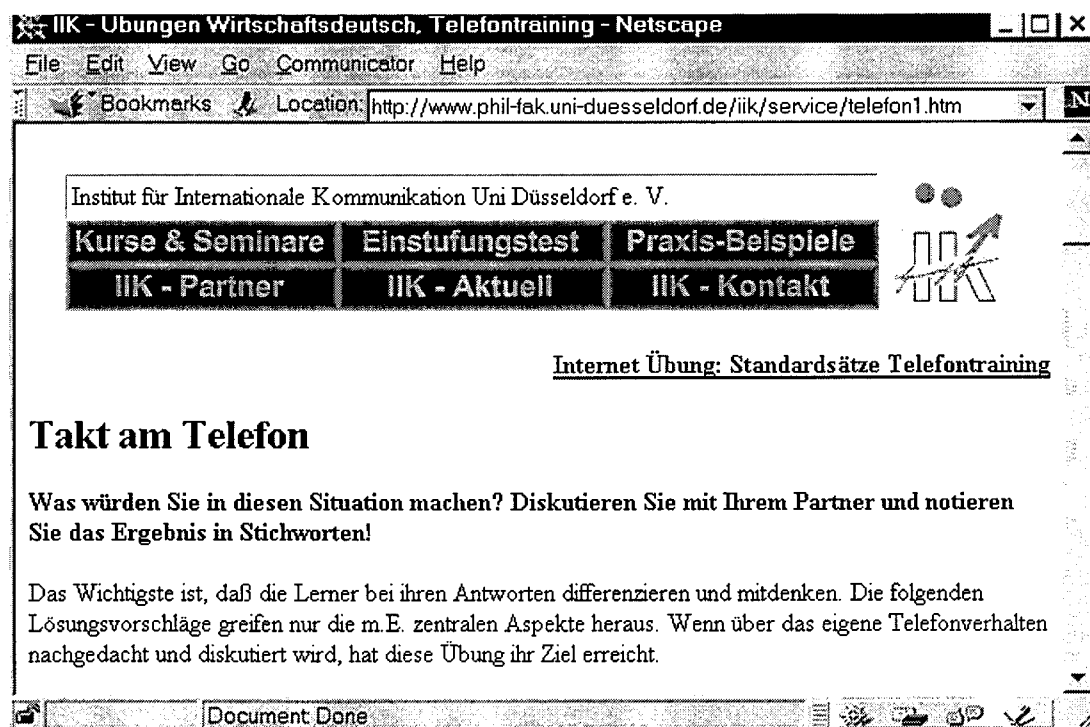 IIK - Übungen Wirtschaftsdeutsch, Telefontraining - Netscape
File Edit View Go Communicator Help
Bookmarks Location: http://www.phil-fak.uni-duesseldorf.de/iik/service/telefon1.htm
N
Institut für Internationale Kommunikation Uni Düsseldorf e. V.
Kurse & Seminare Einstufungstest Praxis-Beispiele
IIK - Partner IIK - Aktuell IIK - Kontakt
IIK
Internet Übung: Standardsätze Telefontraining
Takt am Telefon
Was würden Sie in diesen Situation machen? Diskutieren Sie mit Ihrem Partner und notieren
Sie das Ergebnis in Stichworten!
Das Wichtigste ist, daß die Lerner bei ihren Antworten differenzieren und mitdenken. Die folgenden
Lösungsvorschläge greifen nur die m.E. zentralen Aspekte heraus. Wenn über das eigene Telefonverhalten
nachgedacht und diskutiert wird, hat diese Übung ihr Ziel erreicht.
Document Done